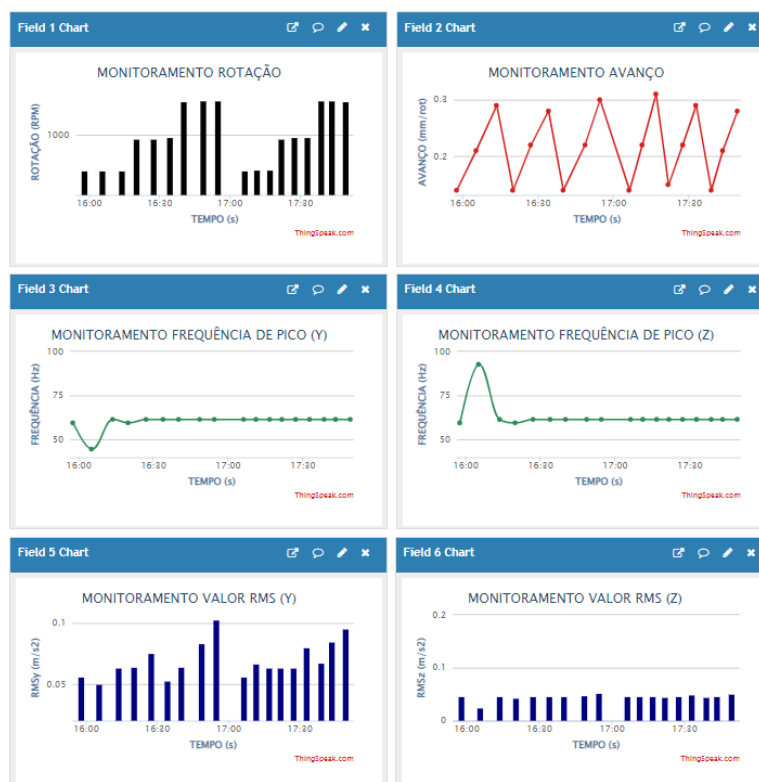 Field 1 Chart
MONITORAMENTO ROTAÇÃO
ROTAÇÃO (RPM)
1000
16:00 16:30 17:00 17:30
TEMPO (s)
ThingSpeak.com
Field 2 Chart
MONITORAMENTO AVANÇO
AVANÇO (mm/rot)
0.3
0.2
16:00 16:30 17:00 17:30
TEMPO (s)
ThingSpeak.com
Field 3 Chart
MONITORAMENTO FREQUÊNCIA DE PICO (Y)
FREQUÊNCIA (Hz)
100
75
50
16:00 16:30 17:00 17:30
TEMPO (s)
ThingSpeak.com
Field 4 Chart
MONITORAMENTO FREQUÊNCIA DE PICO (Z)
FREQUÊNCIA (Hz)
100
75
50
16:00 16:30 17:00 17:30
TEMPO (s)
ThingSpeak.com
Field 5 Chart
MONITORAMENTO VALOR RMS (Y)
RMSy (m/s2)
0.1
0.05
16:00 16:30 17:00 17:30
TEMPO (s)
ThingSpeak.com
Field 6 Chart
MONITORAMENTO VALOR RMS (Z)
RMSz (m/s2)
0.2
0.1
0
16:00 16:30 17:00 17:30
TEMPO (s)
ThingSpeak.com